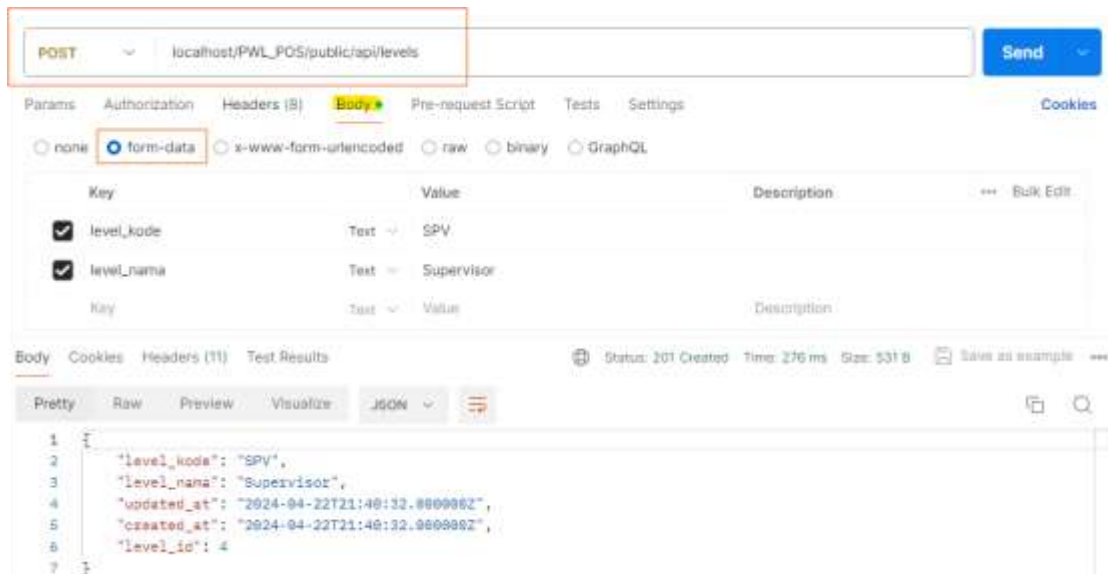 POST localhost/PWL_POS/public/api/levels Send
Params Authorization Headers (8) Body Pre-request Script Tests Settings Cookies
none form-data x-www-form-urlencoded raw binary GraphQL
Key Value Description Bulk Edit
level_kode Text SPV
level_nama Text Supervisor
Key Text Value Description
Body Cookies Headers (11) Test Results Status: 201 Created Time: 276 ms Size: 531 B Save as example
Pretty Raw Preview Visualize JSON
1 {
2 "level_kode": "SPV",
3 "level_nama": "Supervisor",
4 "updated_at": "2024-04-22T21:40:32.000000Z",
5 "created_at": "2024-04-22T21:40:32.000000Z",
6 "level_id": 4
7 }